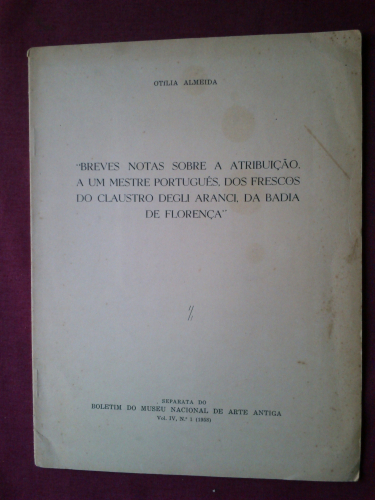 OTILIA ALMEIDA
"BREVES NOTAS SOBRE A ATRIBUIÇÃO,
A UM MESTRE PORTUGUÊS, DOS FRESCOS
DO CLAUSTRO DEGLI ARANCI, DA BADIA
DE FLORENÇA"
SEPARATA DO
BOLETIM DO MUSEU NACIONAL DE ARTE ANTIGA
Vol. IV, N.º 1